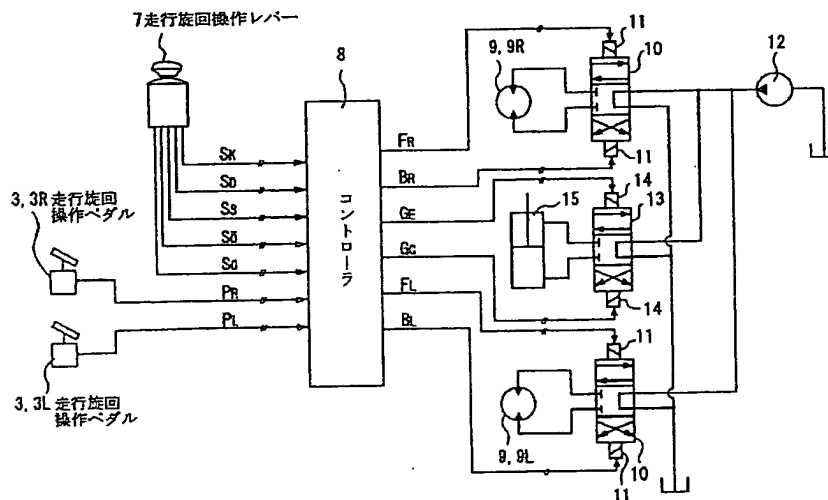 7走行旋回操作レバー
8
9, 9R
11
10
12
SK
SD
SS
Sδ
Sα
PR
PL
3, 3R 走行旋回
操作ペダル
3, 3L 走行旋回
操作ペダル
コントローラ
FR
BR
GE
GC
FL
BL
11
14
13
15
14
11
9, 9L
10
11